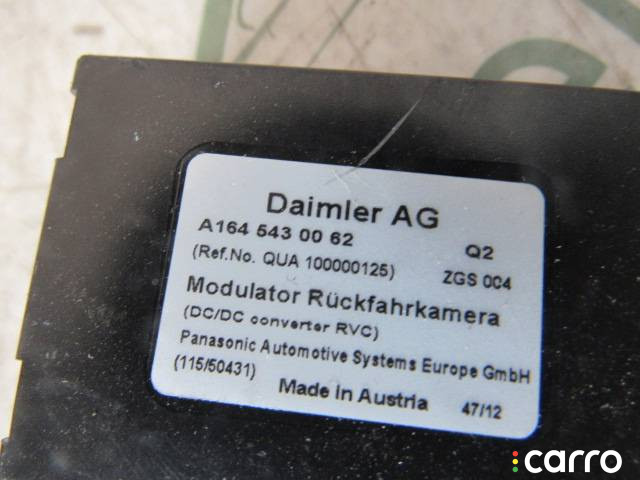 Daimler AG
A164 543 00 62 Q2
(Ref.No. QUA 100000125) ZGS 004
Modulator Rückfahrkamera
(DC/DC converter RVC)
Panasonic Automotive Systems Europe GmbH
(115/50431)
Made in Austria 47/12
carro